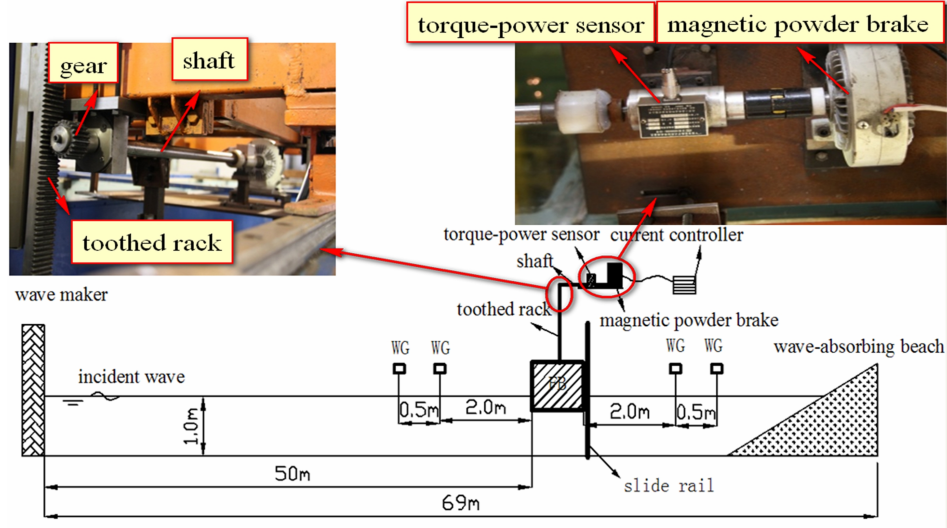 torque-power sensor
magnetic powder brake
gear
shaft
toothed rack
torque-power sensor
current controller
shaft
wave maker
toothed rack
magnetic powder brake
WG
WG
WG
WG
wave-absorbing beach
incident wave
FB
0.5m
2.0m
2.0m
0.5m
1.0m
50m
slide rail
69m